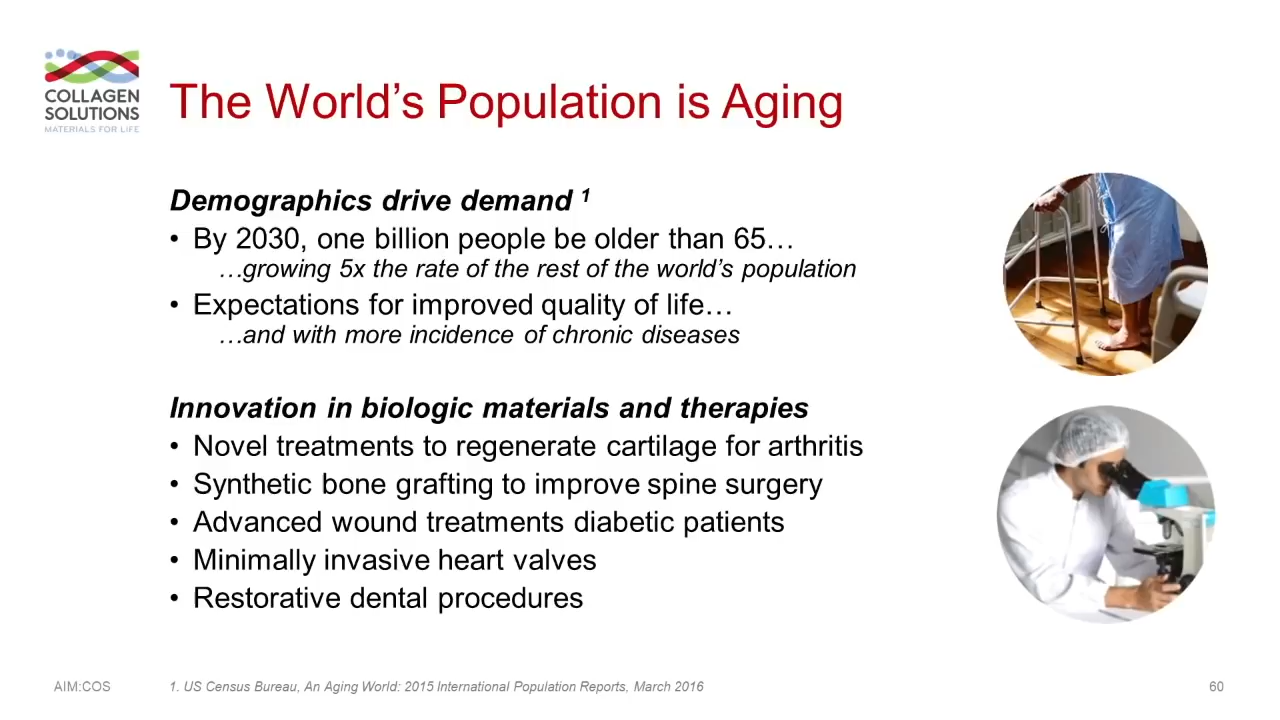 COLLAGEN
SOLUTIONS
MATERIALS FOR LIFE
The World’s Population is Aging
Demographics drive demand 1
• By 2030, one billion people be older than 65…
…growing 5x the rate of the rest of the world’s population
• Expectations for improved quality of life…
…and with more incidence of chronic diseases
Innovation in biologic materials and therapies
• Novel treatments to regenerate cartilage for arthritis
• Synthetic bone grafting to improve spine surgery
• Advanced wound treatments diabetic patients
• Minimally invasive heart valves
• Restorative dental procedures
AIM:COS
1. US Census Bureau, An Aging World: 2015 International Population Reports, March 2016
60